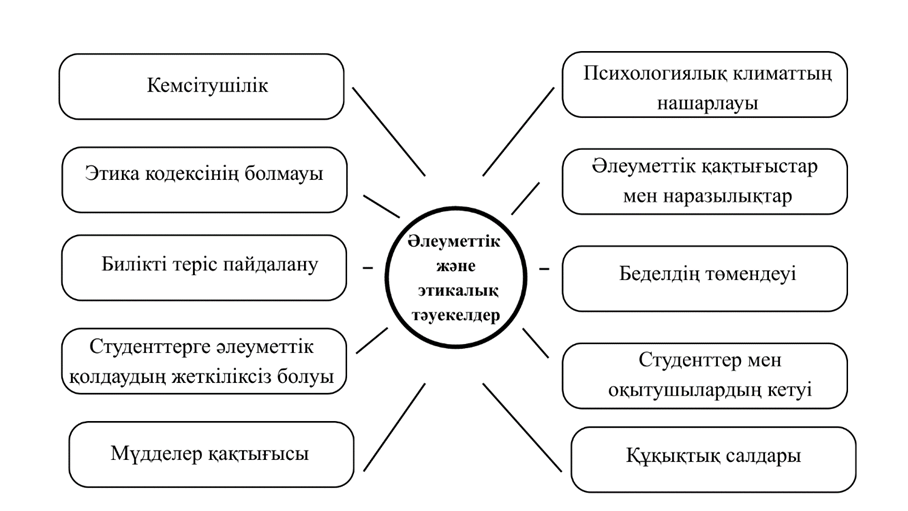 Кемсітушілік
Этика кодексінің болмауы
Билікті теріс пайдалану
Студенттерге әлеуметтік
қолдаудың жеткіліксіз болуы
Мүдделер қақтығысы
Әлеуметтік
және
этикалық
тәуекелдер
Психологиялық климаттың
нашарлауы
Әлеуметтік қақтығыстар
мен наразылықтар
Беделдің төмендеуі
Студенттер мен
оқытушылардың кетуі
Құқықтық салдары